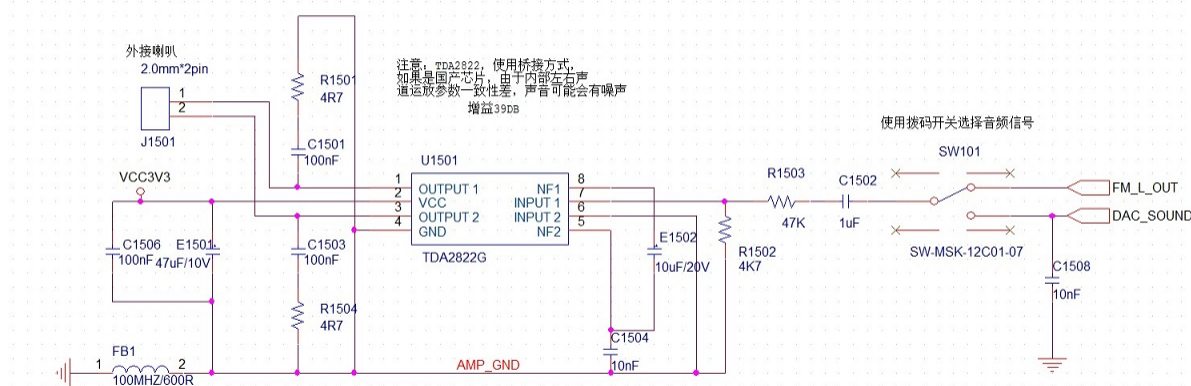 外接喇叭
2.0mm*2pin
1
2
J1501
R1501
4R7
C1501
100nF
注意：TDA2822，使用桥接方式，
如果是国产芯片，由于内部左右声
道运放参数一致性差，声音可能会有噪声
增益39DB
使用拨码开关选择音频信号
SW101
VCC3V3
U1501
1
2
3
4
OUTPUT 1
VCC
OUTPUT 2
GND
NF1
INPUT 1
INPUT 2
NF2
8
7
6
5
TDA2822G
R1503
47K
C1502
1uF
FM_L_OUT
DAC_SOUND
SW-MSK-12C01-07
C1506
100nF
E1501
47uF/10V
C1503
100nF
E1502
10uF/20V
R1502
4K7
C1508
10nF
R1504
4R7
C1504
10nF
FB1
1
2
100MHZ/600R
AMP_GND